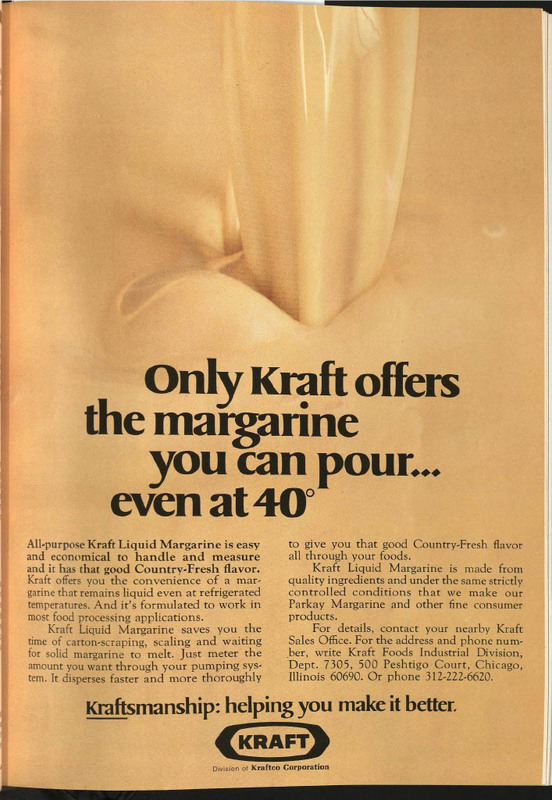 Only Kraft offers
the margarine
you can pour...
even at 40°
All-purpose Kraft Liquid Margarine is easy
and economical to handle and measure
and it has that good Country-Fresh flavor.
Kraft offers you the convenience of a mar-
garine that remains liquid even at refrigerated
temperatures. And it's formulated to work in
most food processing applications.
Kraft Liquid Margarine saves you the
time of carton-scraping, scaling and waiting
for solid margarine to melt. Just meter the
amount you want through your pumping sys-
tem. It disperses faster and more thoroughly
to give you that good Country-Fresh flavor
all through your foods.
Kraft Liquid Margarine is made from
quality ingredients and under the same strictly
controlled conditions that we make our
Parkay Margarine and other fine consumer
products.
For details, contact your nearby Kraft
Sales Office. For the address and phone num-
ber, write Kraft Foods Industrial Division,
Dept. 7305, 500 Peshtigo Court, Chicago,
Illinois 60690. Or phone 312-222-6620.
Kraftsmanship: helping you make it better.
KRAFT
Division of Kraftco Corporation